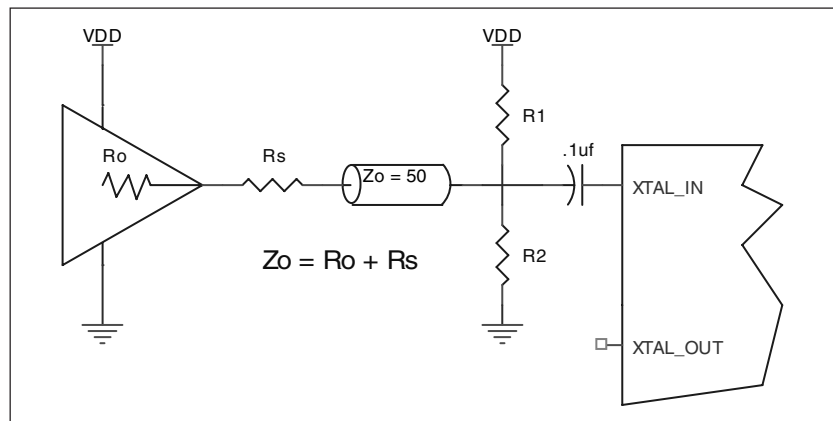 VDD
VDD
R1
Ro
Rs
Zo = 50
.1uf
XTAL_IN
R2
Zo = Ro + Rs
XTAL_OUT